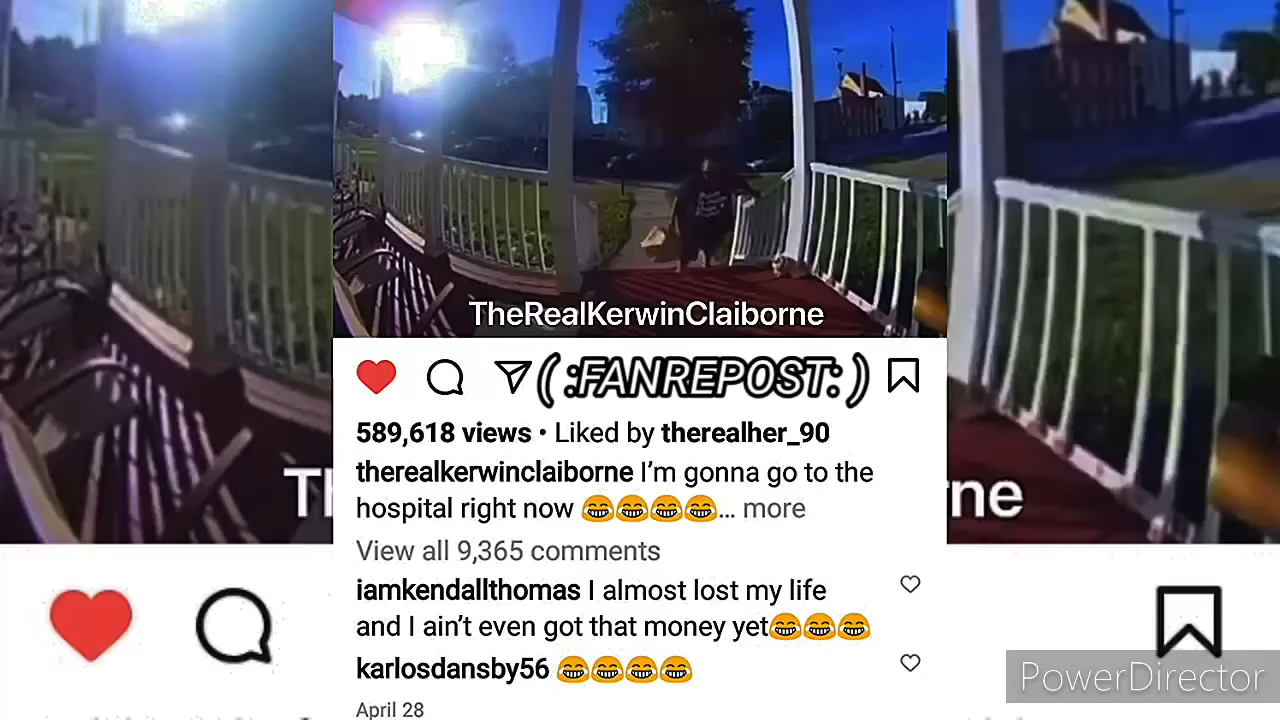 TheRealKerwinClaiborne
( :FANREPOST: )
589,618 views • Liked by therealher_90
therealkerwinclaiborne I’m gonna go to the
hospital right now 😂😂😂😂... more
View all 9,365 comments
iamkendallthomas I almost lost my life
and I ain’t even got that money yet😂😂😂
karlosdansby56 😂😂😂😂
April 28
Th
rne
PowerDirector